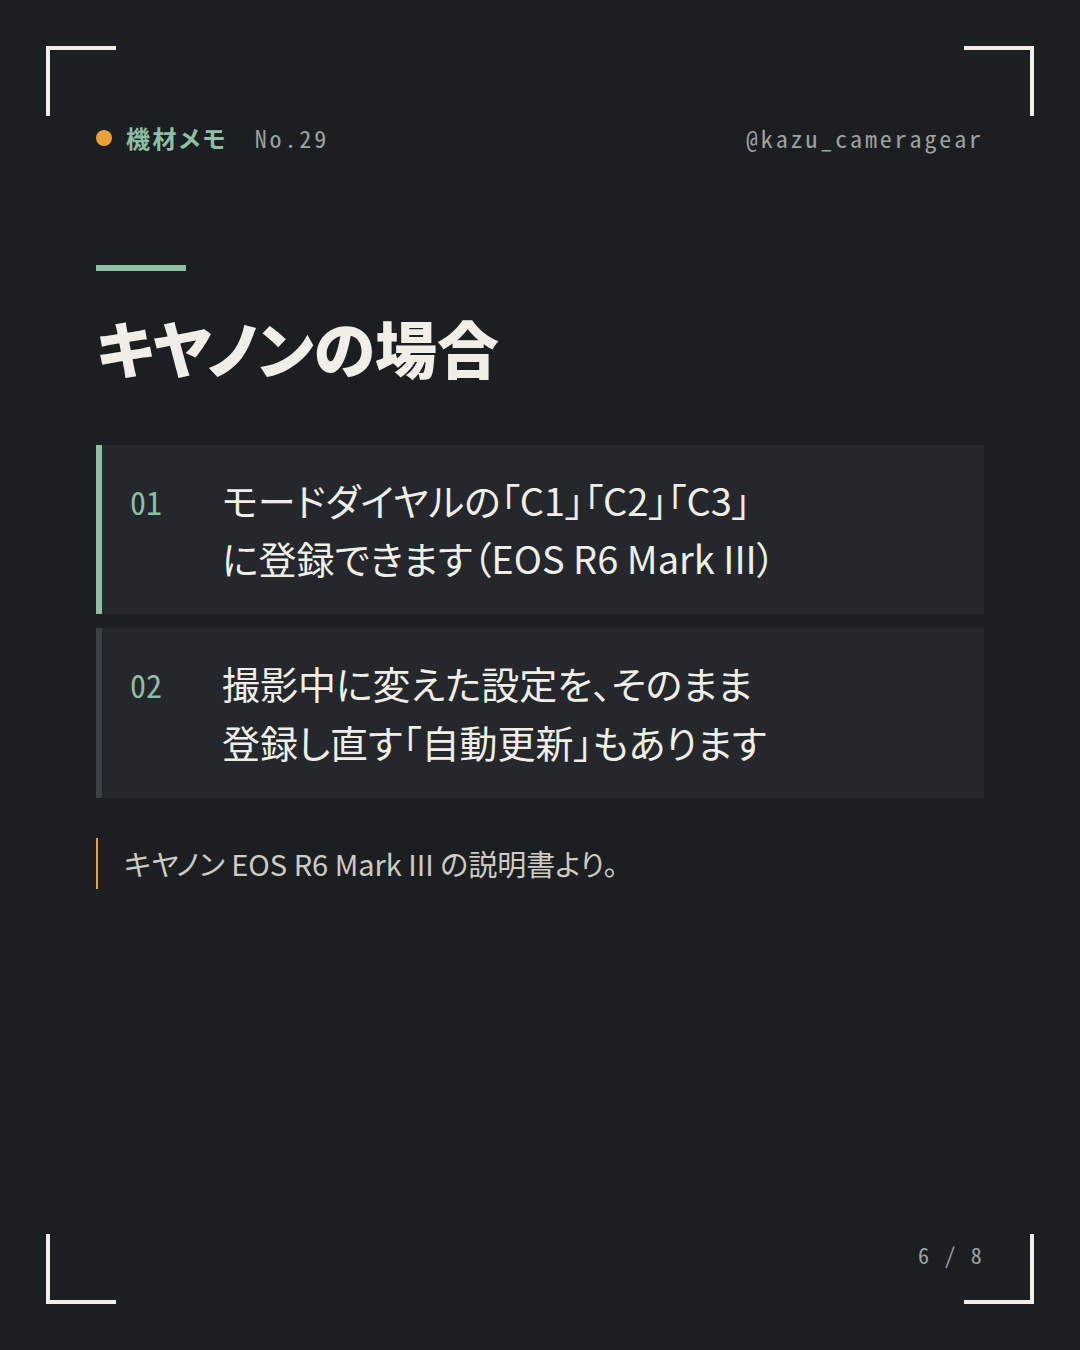 機材メモ No.29
@kazu_cameragear
キヤノンの場合
01
モードダイヤルの「C1」「C2」「C3」
に登録できます（EOS R6 Mark III）
02
撮影中に変えた設定を、そのまま
登録し直す「自動更新」もあります
キヤノン EOS R6 Mark III の説明書より。
6 / 8